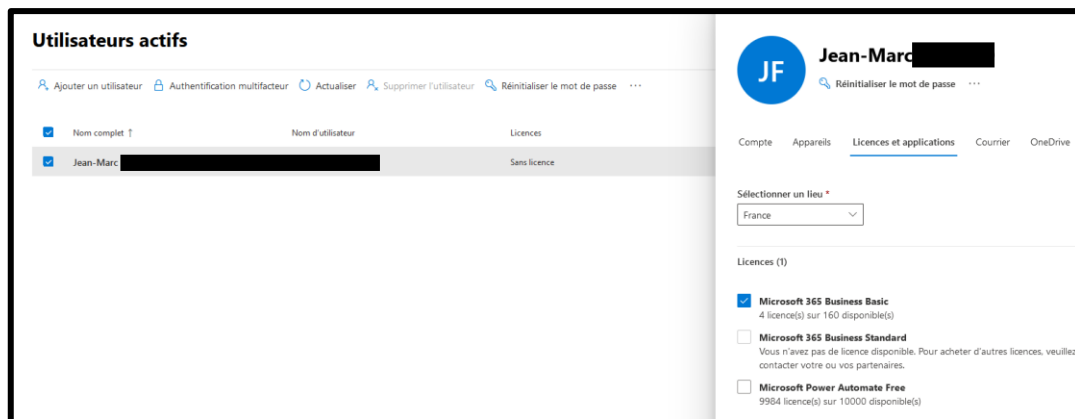 Utilisateurs actifs
Ajouter un utilisateur Authentification multifacteur Actualiser Supprimer l'utilisateur Réinitialiser le mot de passe ...
Nom complet ↑ Nom d'utilisateur Licences
Jean-Marc Sans licence
JF
Jean-Marc
Réinitialiser le mot de passe ...
Compte Appareils Licences et applications Courrier OneDrive
Sélectionner un lieu *
France
Licences (1)
Microsoft 365 Business Basic
4 licence(s) sur 160 disponible(s)
Microsoft 365 Business Standard
Vous n'avez pas de licence disponible. Pour acheter d'autres licences, veuillez
contacter votre ou vos partenaires.
Microsoft Power Automate Free
9984 licence(s) sur 10000 disponible(s)